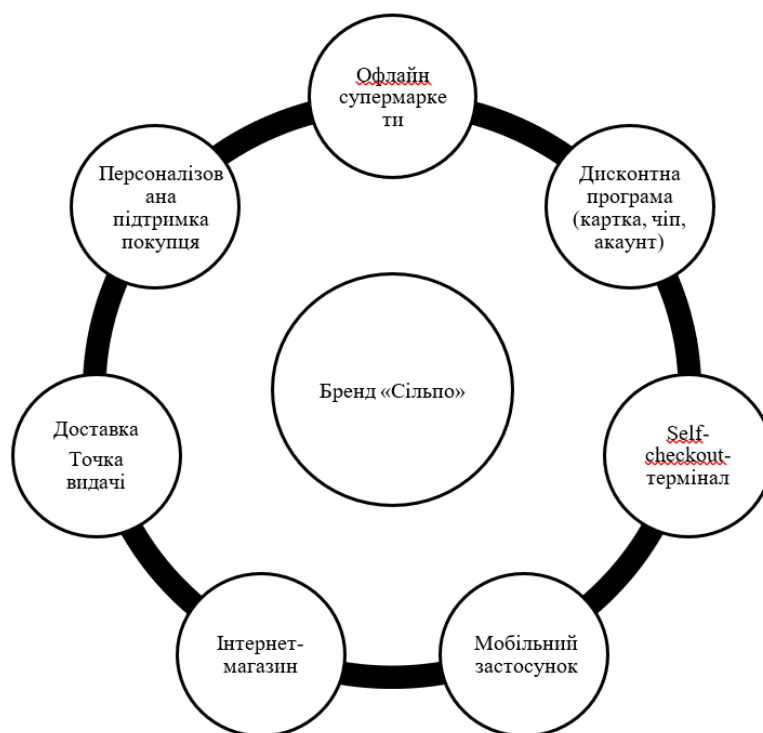 Офлайн
супермарке
ти
Персоналізов
ана
підтримка
покупця
Дисконтна
програма
(картка, чіп,
акаунт)
Бренд «Сільпо»
Доставка
Точка
видачі
Self-
checkout-
термінал
Інтернет-
магазин
Мобільний
застосунок